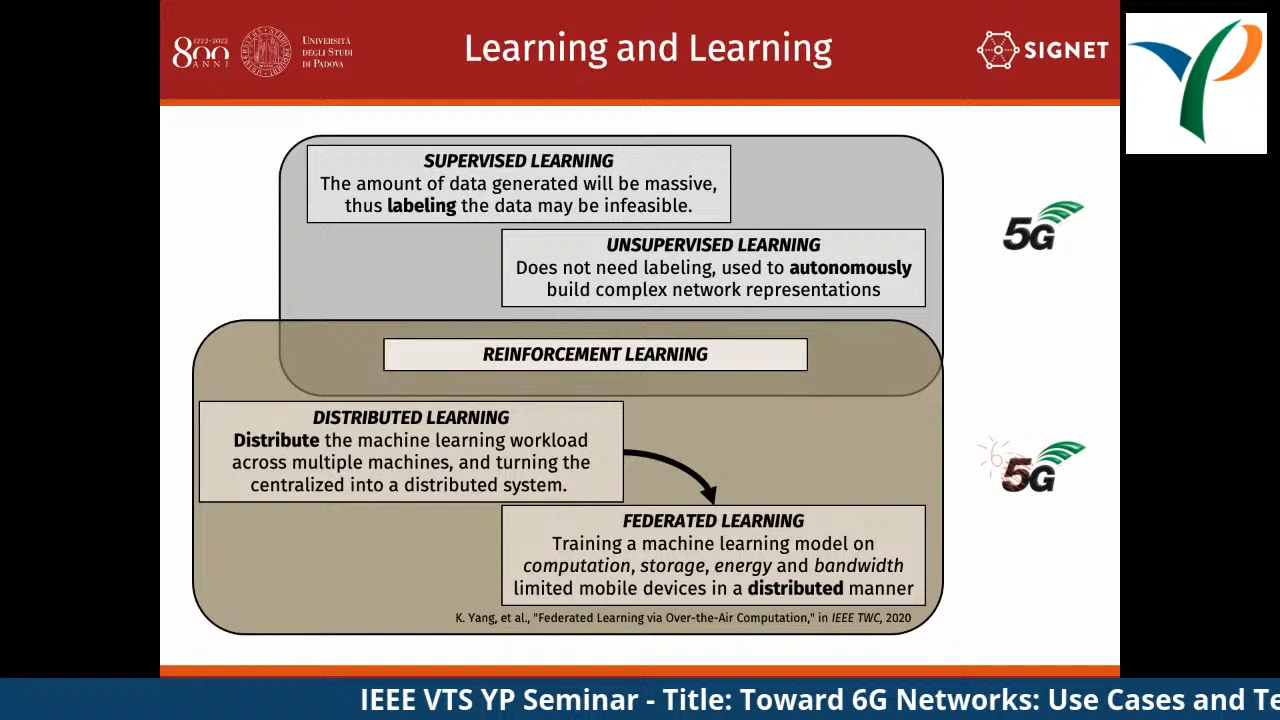 1222-2022
800
ANNI
UNIVERSITÀ
DEGLI STUDI
DI PADOVA
Learning and Learning
SIGNET
SUPERVISED LEARNING
The amount of data generated will be massive,
thus labeling the data may be infeasible.
UNSUPERVISED LEARNING
Does not need labeling, used to autonomously
build complex network representations
5G
REINFORCEMENT LEARNING
DISTRIBUTED LEARNING
Distribute the machine learning workload
across multiple machines, and turning the
centralized into a distributed system.
6
5G
FEDERATED LEARNING
Training a machine learning model on
computation, storage, energy and bandwidth
limited mobile devices in a distributed manner
K. Yang, et al., "Federated Learning via Over-the-Air Computation," in IEEE TWC, 2020
IEEE VTS YP Seminar - Title: Toward 6G Networks: Use Cases and Te